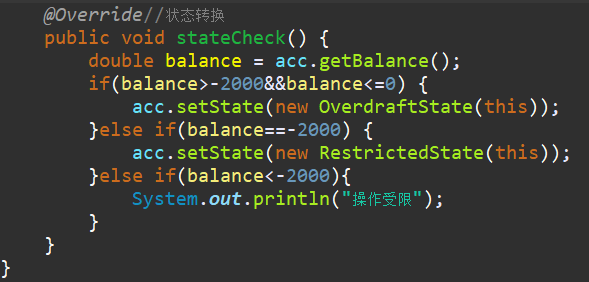 @Override//状态转换
public void stateCheck() {
double balance = acc.getBalance();
if(balance>-2000&&balance<=0) {
acc.setState(new OverdraftState(this));
}else if(balance==-2000) {
acc.setState(new RestrictedState(this));
}else if(balance<-2000){
System.out.println("操作受限");
}
}
}